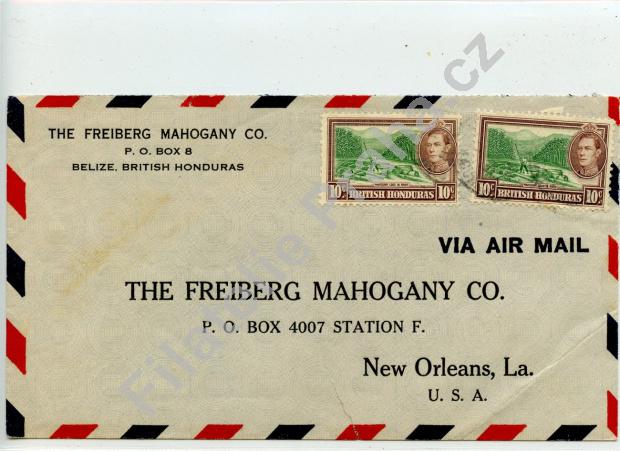 THE FREIBERG MAHOGANY CO.
P. O. BOX 8
BELIZE, BRITISH HONDURAS
10c BRITISH HONDURAS 10c
10c BRITISH HONDURAS 10c
VIA AIR MAIL
THE FREIBERG MAHOGANY CO.
P. O. BOX 4007 STATION F.
New Orleans, La.
U. S. A.
Filatelie Praha.cz